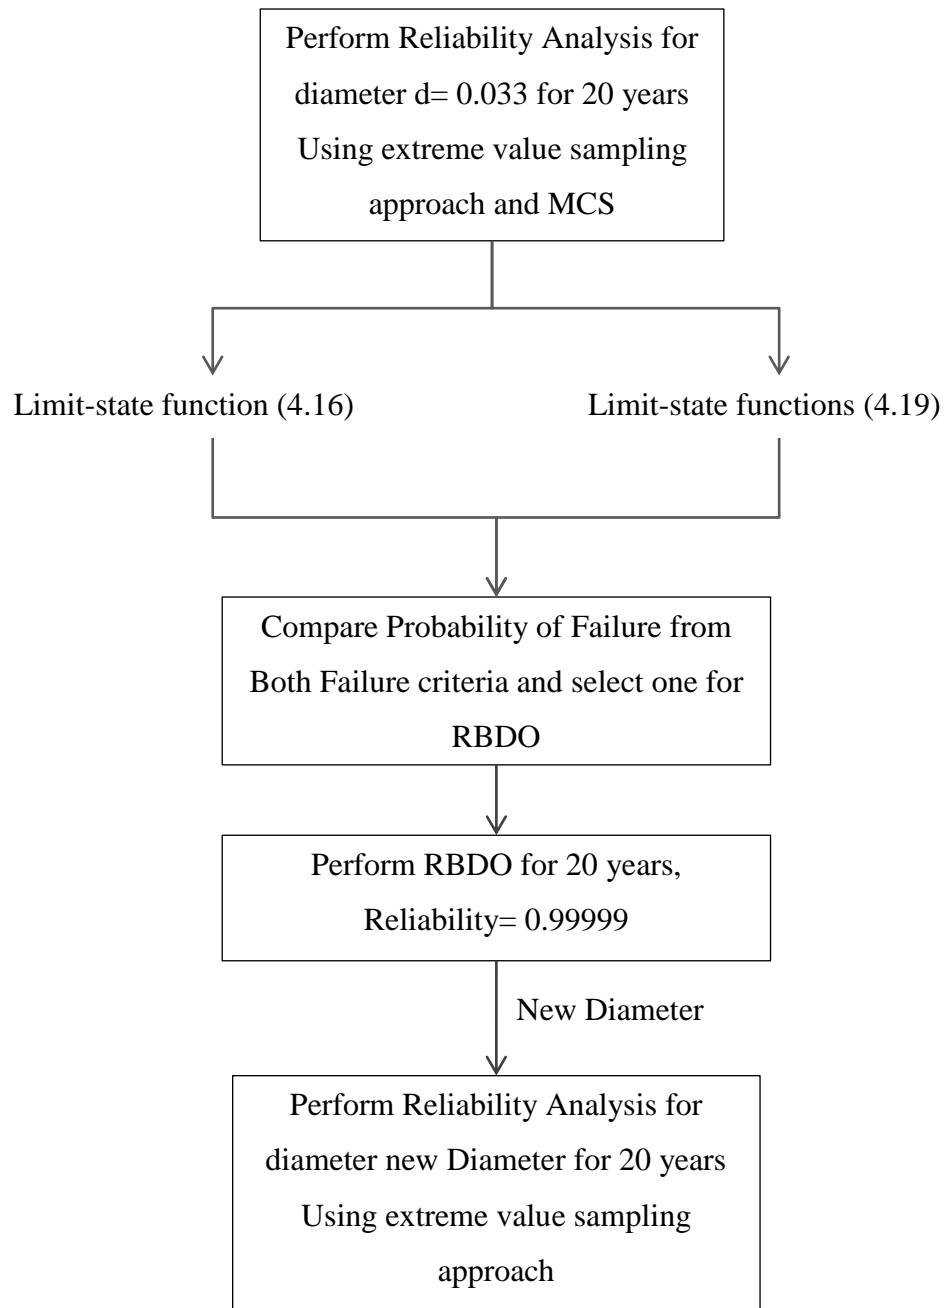 Perform Reliability Analysis for
diameter d= 0.033 for 20 years
Using extreme value sampling
approach and MCS
Limit-state function (4.16)
Limit-state functions (4.19)
Compare Probability of Failure from
Both Failure criteria and select one for
RBDO
Perform RBDO for 20 years,
Reliability= 0.99999
New Diameter
Perform Reliability Analysis for
diameter new Diameter for 20 years
Using extreme value sampling
approach